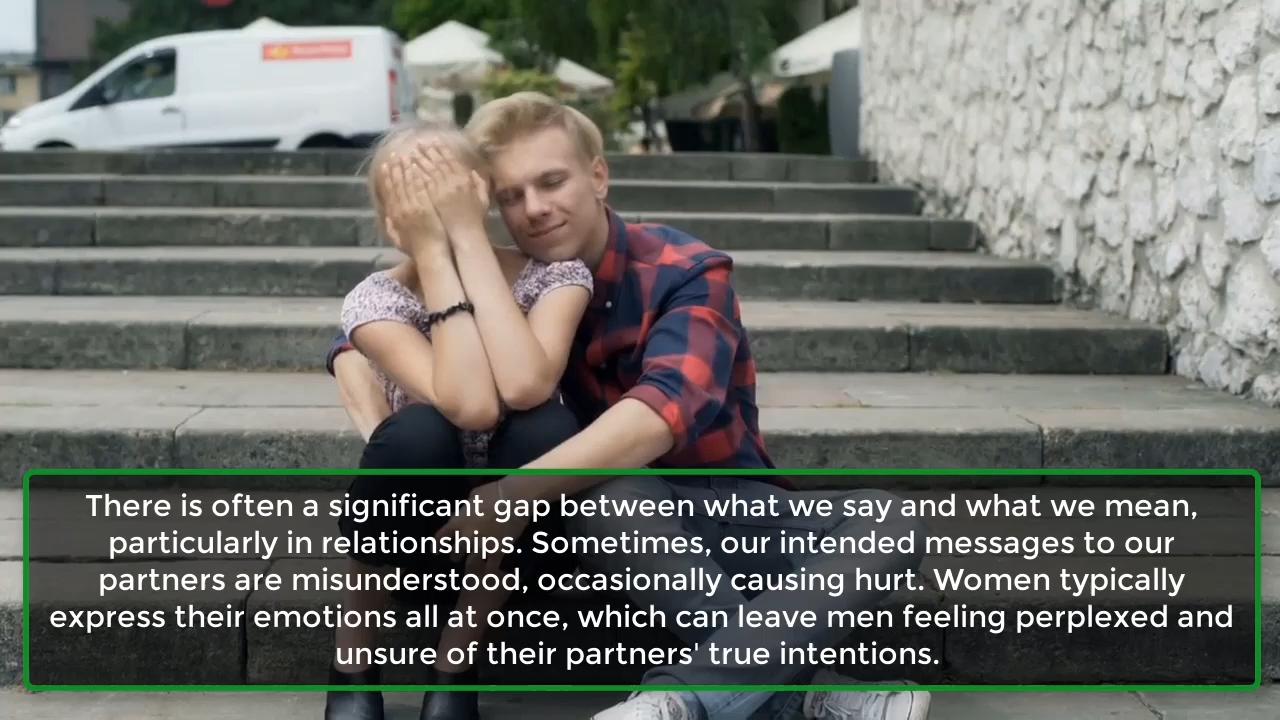 There is often a significant gap between what we say and what we mean,
particularly in relationships. Sometimes, our intended messages to our
partners are misunderstood, occasionally causing hurt. Women typically
express their emotions all at once, which can leave men feeling perplexed and
unsure of their partners' true intentions.